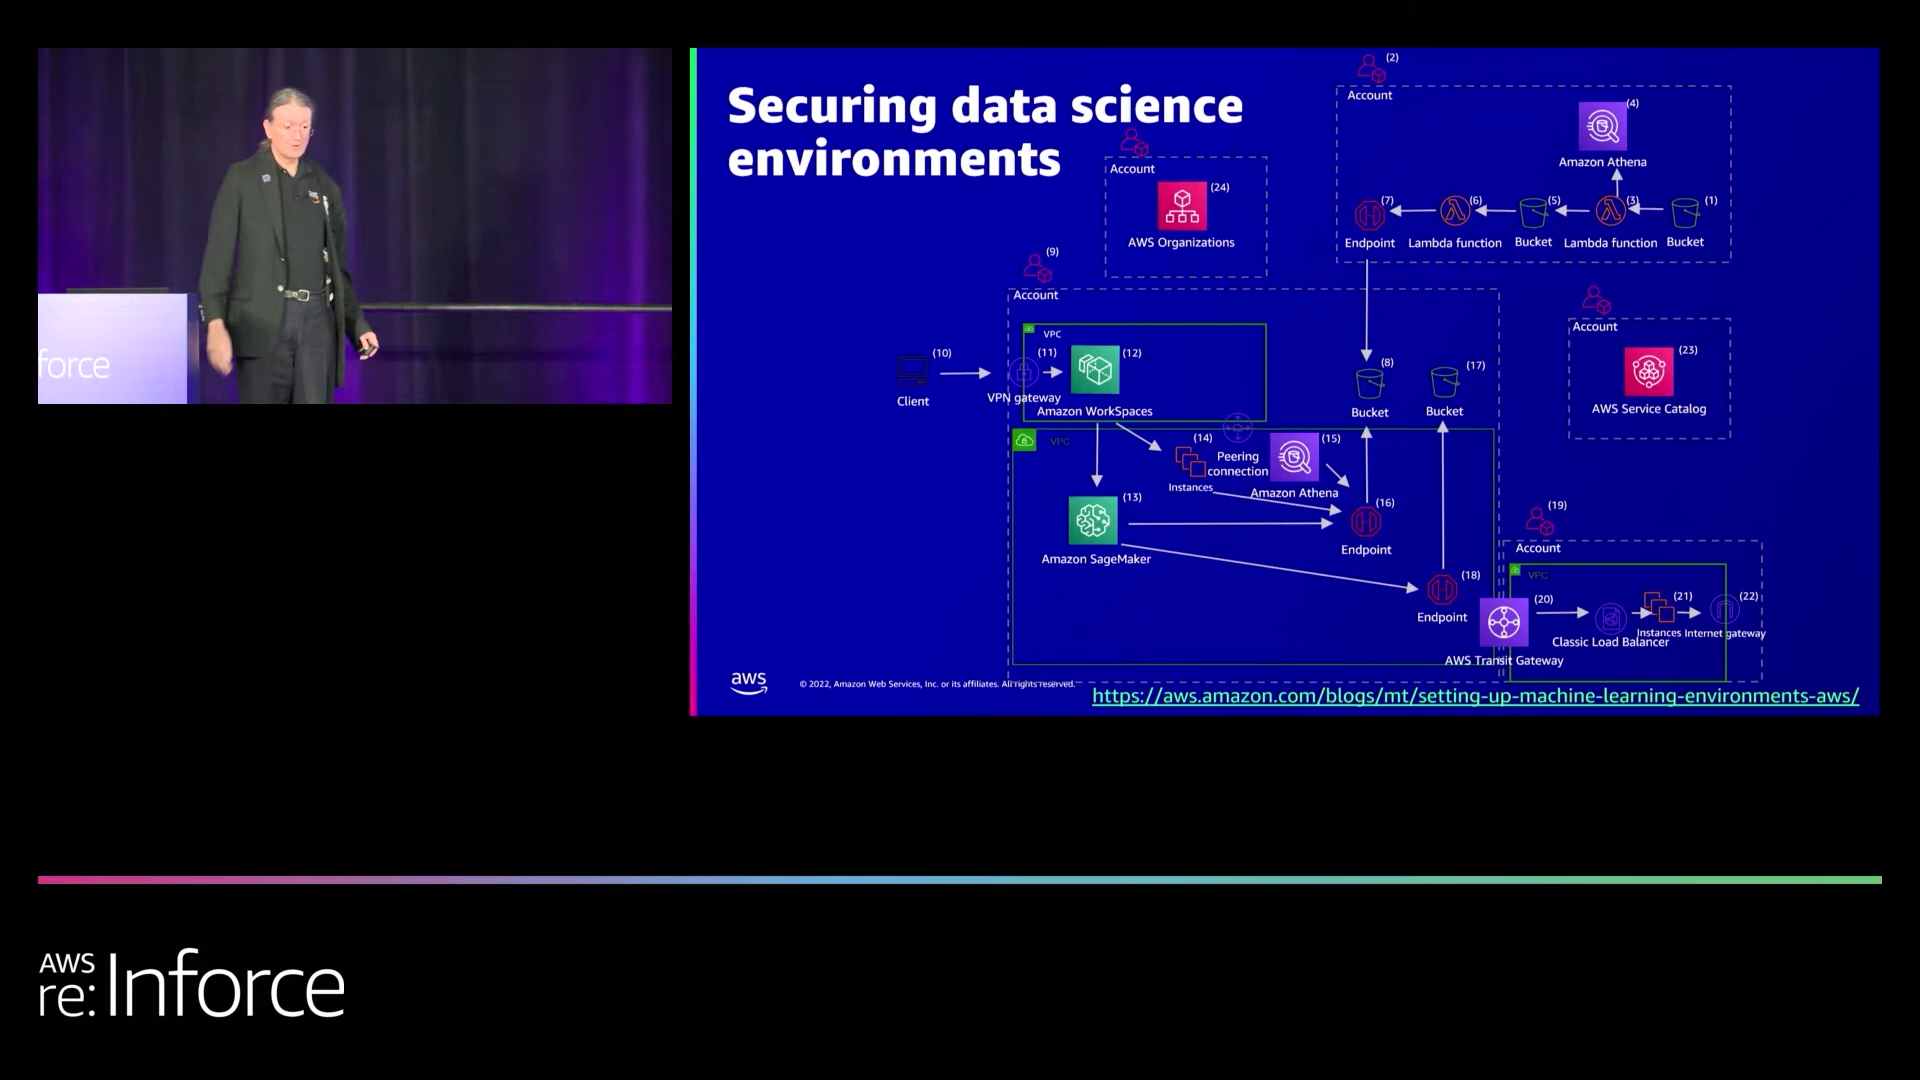 force
Securing data science
environments
(2)
Account
(4)
Amazon Athena
(7)
(6)
(5)
(3)
(1)
Endpoint
Lambda function
Bucket
Lambda function
Bucket
Account
(24)
AWS Organizations
(9)
Account
Account
(23)
AWS Service Catalog
VPC
(10)
(11)
(12)
Client
VPN gateway
Amazon WorkSpaces
(8)
(17)
Bucket
Bucket
VPC
(14)
Peering
connection
(15)
Instances
Amazon Athena
(13)
Amazon SageMaker
(16)
Endpoint
(18)
Endpoint
(19)
Account
VPC
(20)
(21)
(22)
Classic Load Balancer
Instances
Internet gateway
AWS Transit Gateway
aws
© 2022, Amazon Web Services, Inc. or its affiliates. All rights reserved.
https://aws.amazon.com/blogs/mt/setting-up-machine-learning-environments-aws/
AWS
re:Inforce